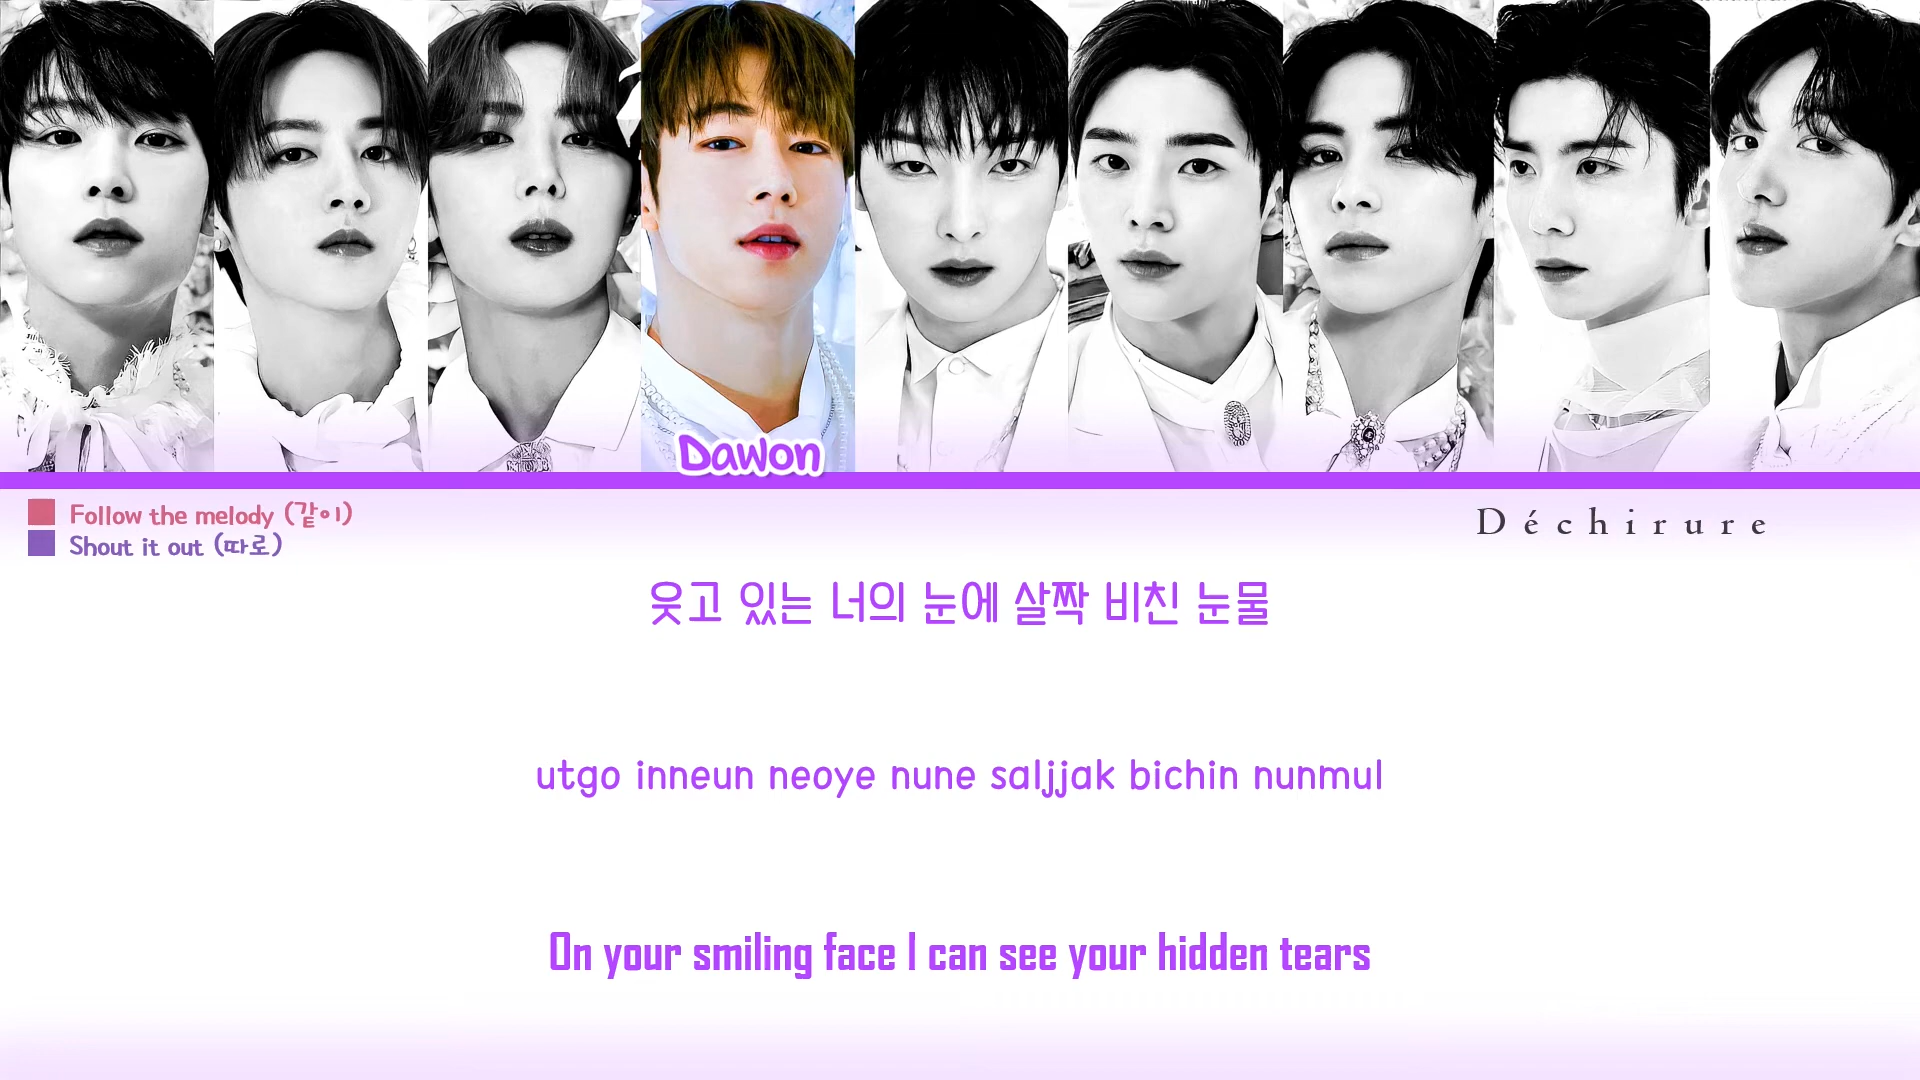 Dawon
Follow the melody (같이)
Shout it out (따로)
Déchirure
웃고 있는 너의 눈에 살짝 비친 눈물
utgo inneun neoye nune saljjak bichin nunmul
On your smiling face I can see your hidden tears